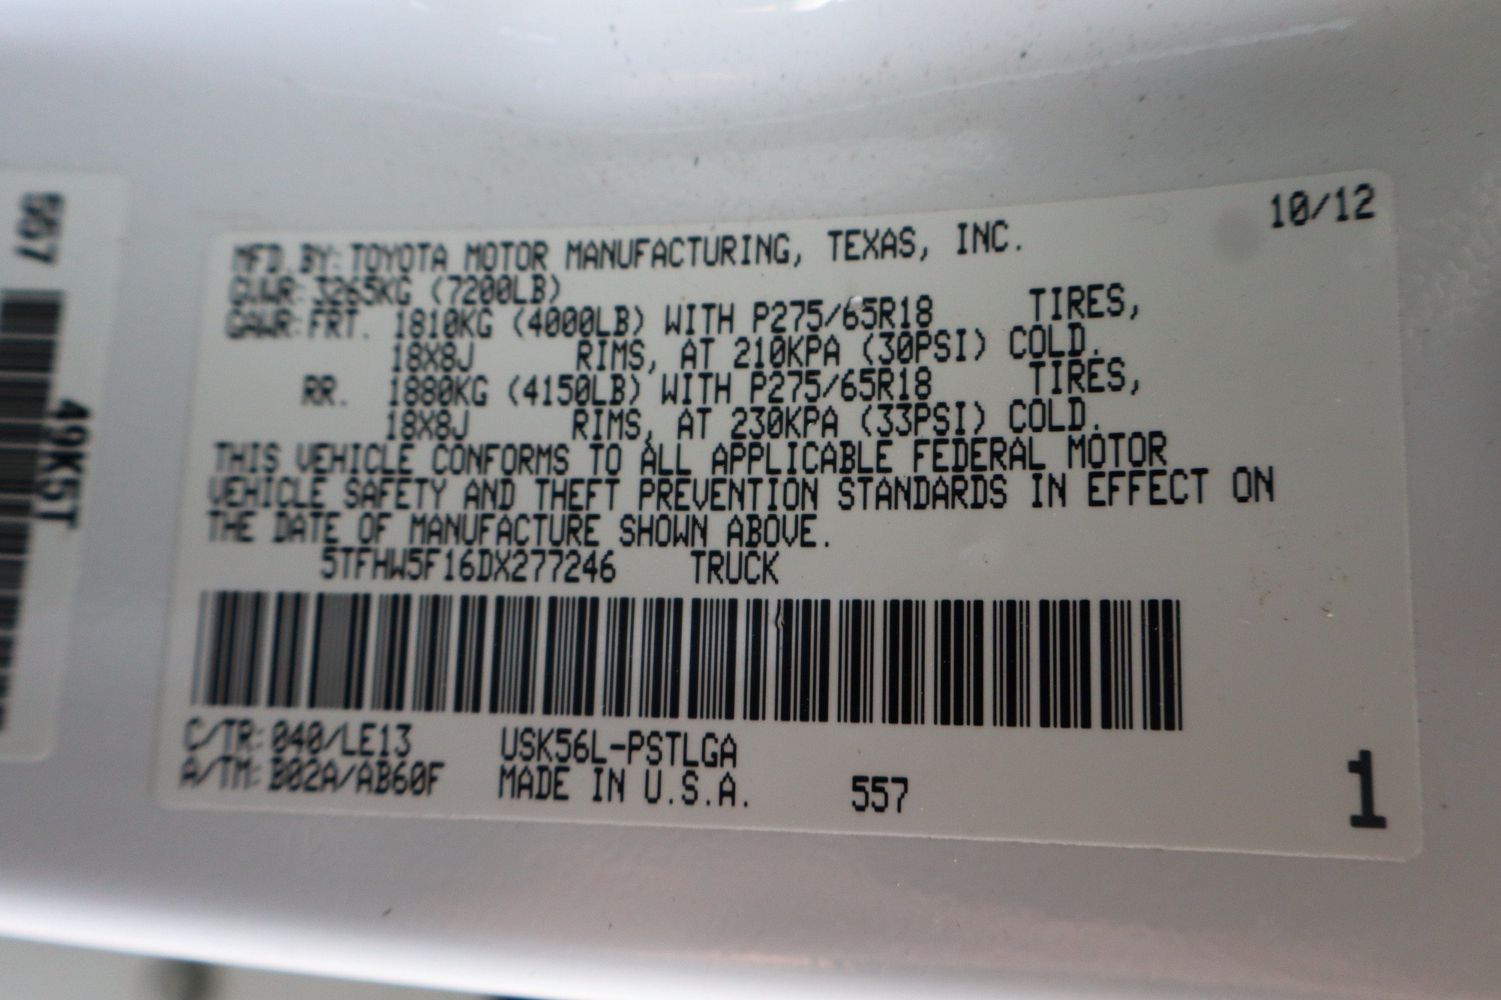 557
49K5T
10/12
MFD. BY: TOYOTA MOTOR MANUFACTURING, TEXAS, INC.
GVWR: 3265KG (7200LB)
GAWR: FRT. 1810KG (4000LB) WITH P275/65R18 TIRES,
18X8J RIMS, AT 210KPA (30PSI) COLD.
RR. 1880KG (4150LB) WITH P275/65R18 TIRES,
18X8J RIMS, AT 230KPA (33PSI) COLD.
THIS VEHICLE CONFORMS TO ALL APPLICABLE FEDERAL MOTOR
VEHICLE SAFETY AND THEFT PREVENTION STANDARDS IN EFFECT ON
THE DATE OF MANUFACTURE SHOWN ABOVE.
5TFHW5F16DX277246 TRUCK
C/TR: 040/LE13 USK56L-PSTLGA
A/TM: B02A/AB60F MADE IN U.S.A. 557
1